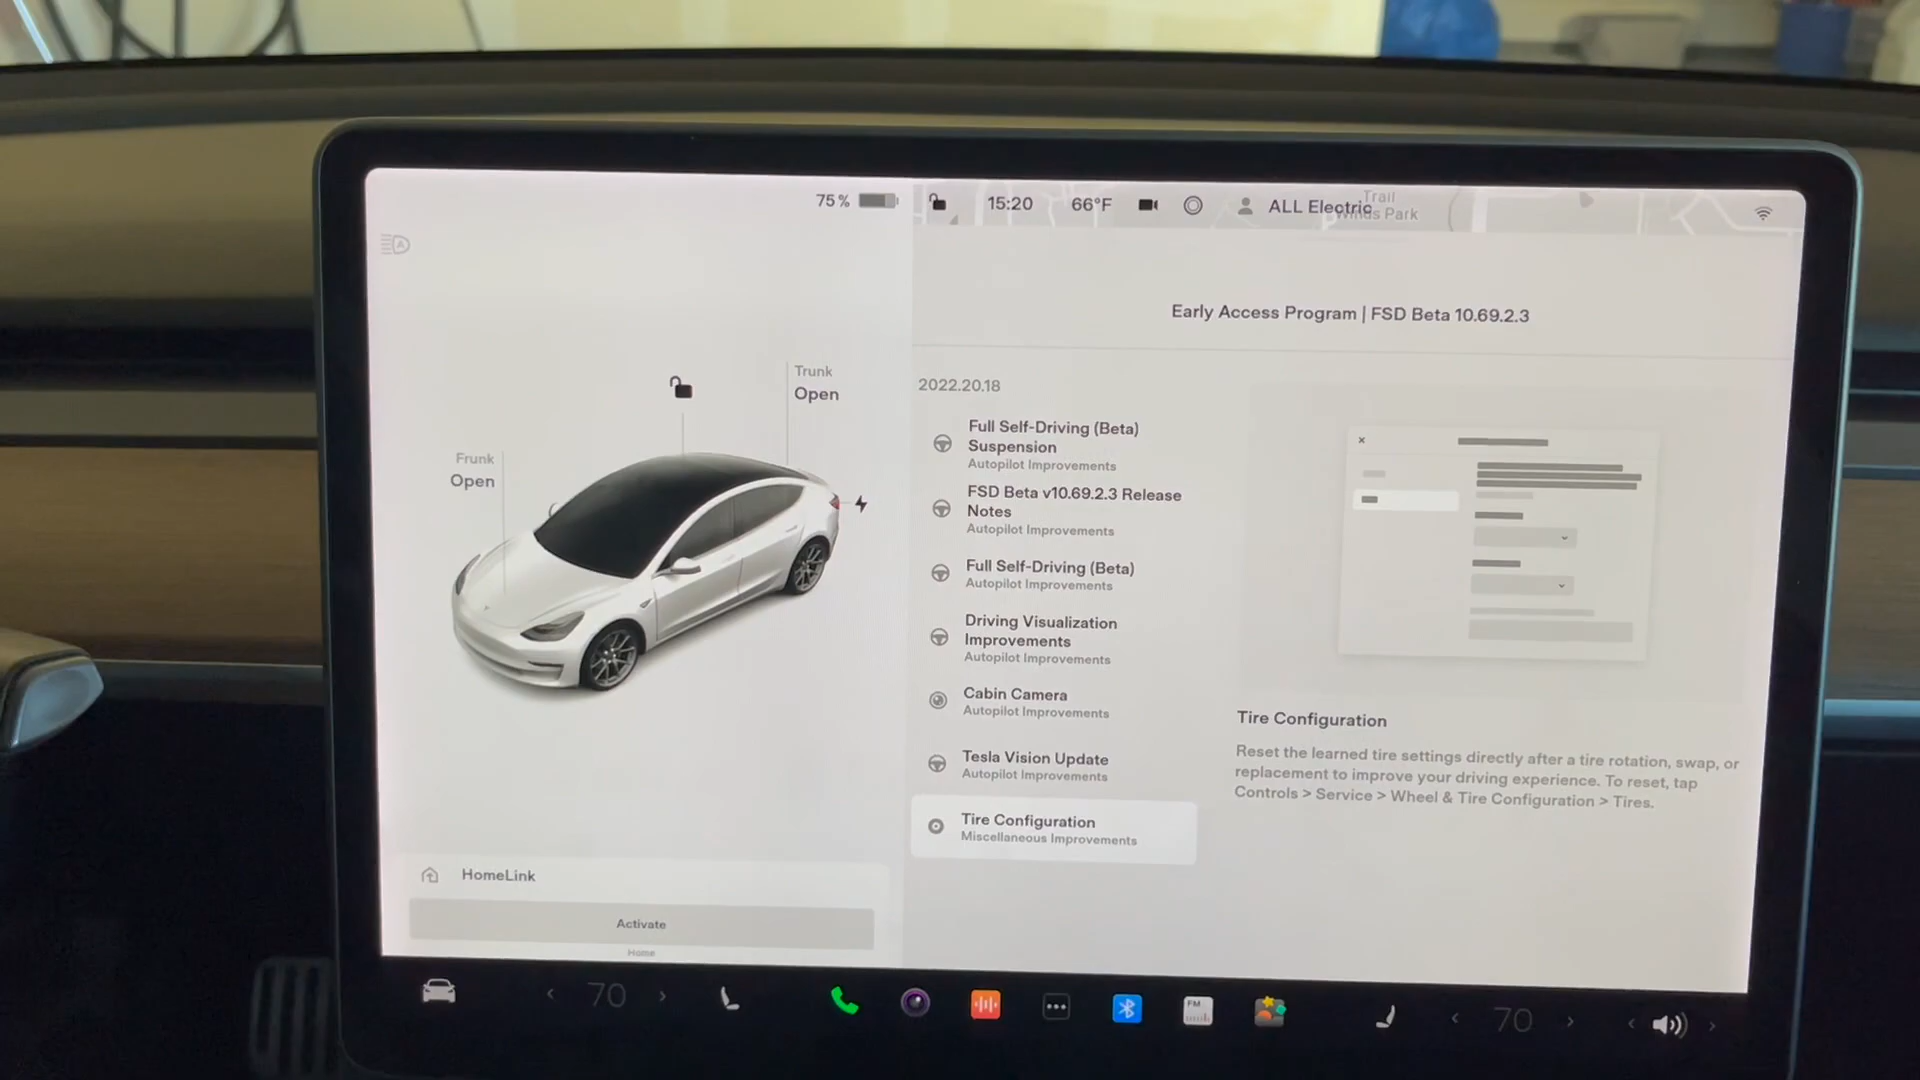 75%
15:20
66°F
ALL Electric
Trail
Winds Park
Trunk
Open
Frunk
Open
HomeLink
Activate
Home
Early Access Program | FSD Beta 10.69.2.3
2022.20.18
Full Self-Driving (Beta)
Suspension
Autopilot Improvements
FSD Beta v10.69.2.3 Release
Notes
Autopilot Improvements
Full Self-Driving (Beta)
Autopilot Improvements
Driving Visualization
Improvements
Autopilot Improvements
Cabin Camera
Autopilot Improvements
Tesla Vision Update
Autopilot Improvements
Tire Configuration
Miscellaneous Improvements
Tire Configuration
Reset the learned tire settings directly after a tire rotation, swap, or
replacement to improve your driving experience. To reset, tap
Controls > Service > Wheel & Tire Configuration > Tires.
70
FM
70